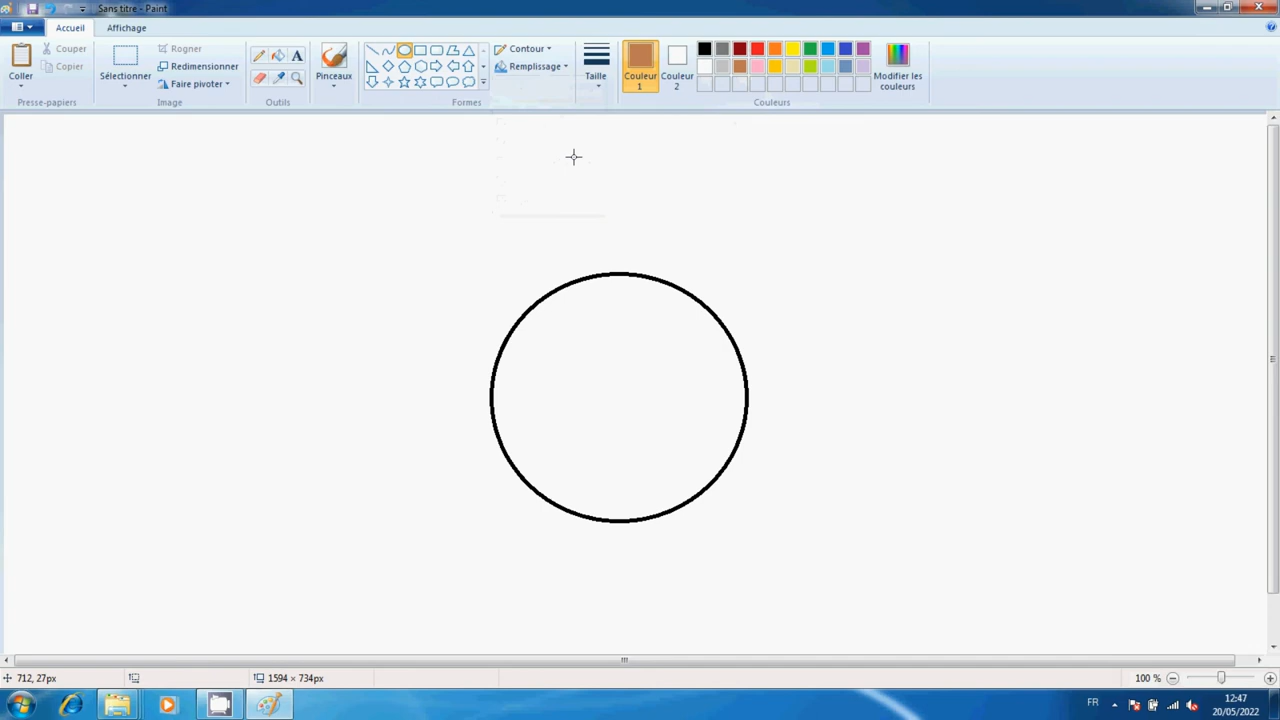 Sans titre - Paint
Accueil
Affichage
Coller
Couper
Copier
Presse-papiers
Sélectionner
Rogner
Redimensionner
Faire pivoter
Image
A
Outils
Pinceaux
Formes
Contour
Remplissage
Taille
Couleur
1
Couleur
2
Modifier les
couleurs
Couleurs
712, 27px
1594 × 734px
100 %
FR
12:47
20/05/2022